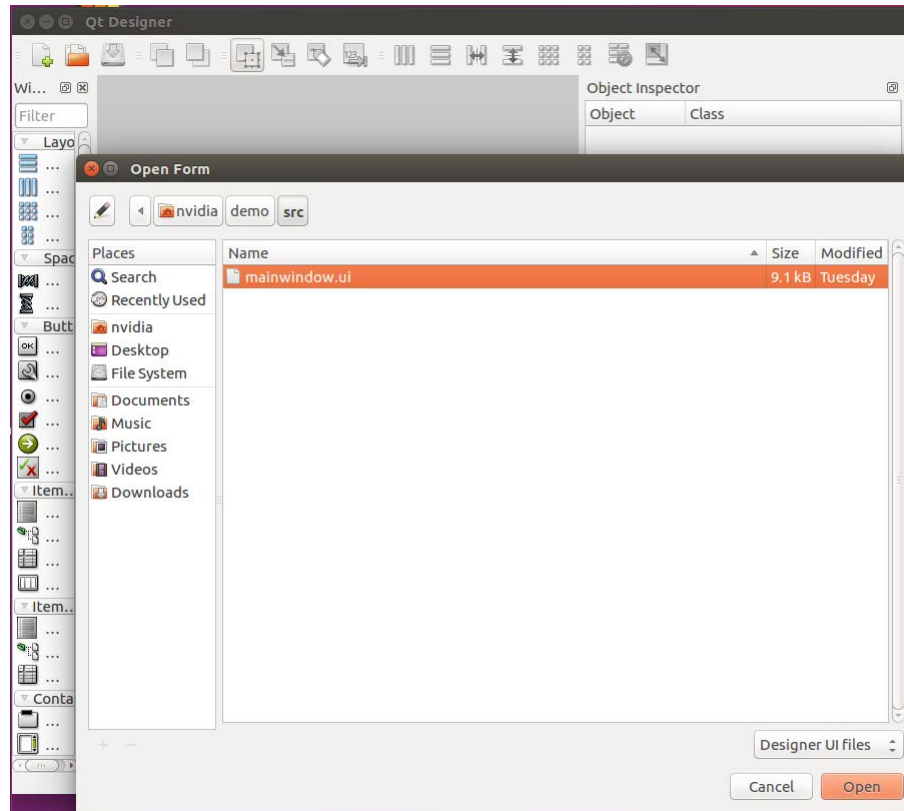 Qt Designer
123
Wi...
Object Inspector
Filter
Object Class
Layo
...
Open Form
...
...
nvidia demo src
...
Spac
Places Name Size Modified
...
Search mainwindow.ui 9.1 kB Tuesday
...
Recently Used
Butt
nvidia
OK ...
Desktop
...
File System
...
Documents
...
Music
...
Pictures
...
Videos
Item..
Downloads
...
...
...
...
Item..
...
...
...
Conta
...
...
Designer UI files
Cancel Open